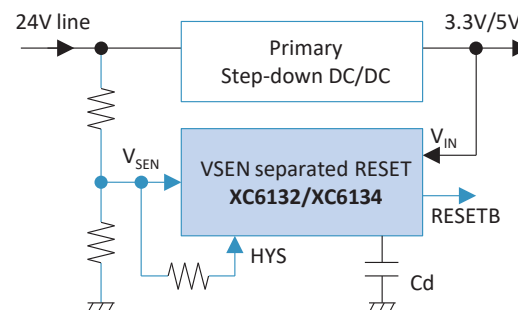 24V line
3.3V/5V
Primary
Step-down DC/DC
VIN
VSEN
VSEN separated RESET
XC6132/XC6134
RESETB
HYS
Cd